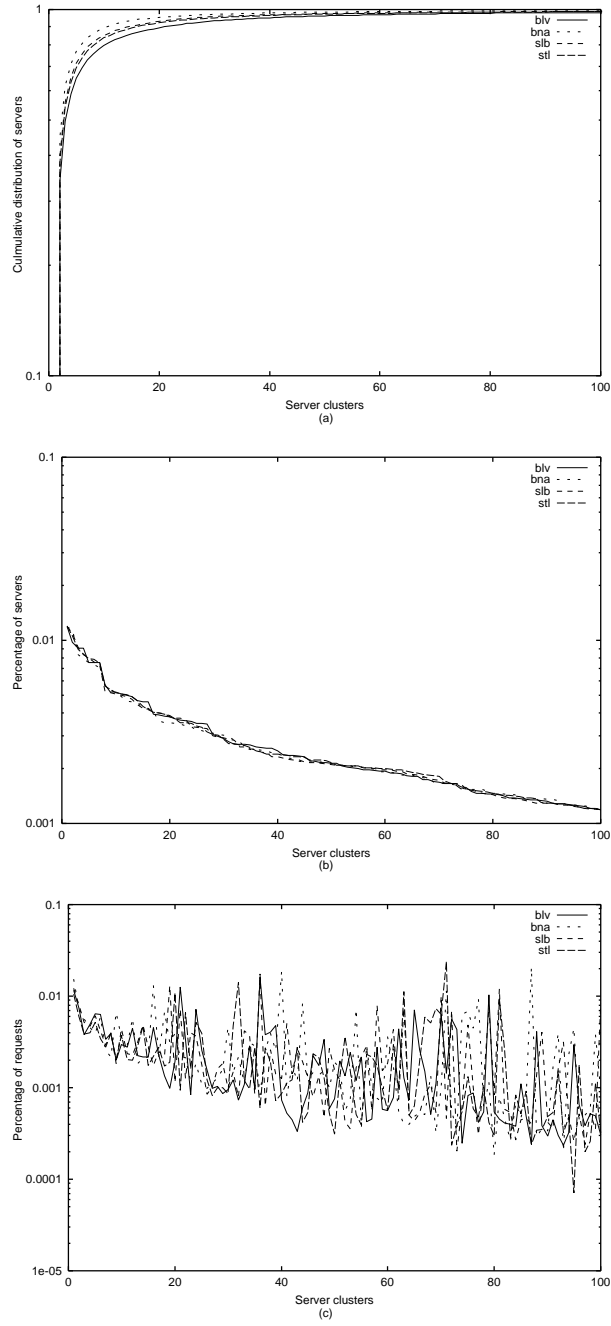 1
0.1
Culmulative distribution of servers
blv
bna
slb
stl
0
20
40
60
80
100
Server clusters
(a)
0.1
0.01
0.001
Percentage of servers
blv
bna
slb
stl
0
20
40
60
80
100
Server clusters
(b)
0.1
0.01
0.001
0.0001
1e-05
Percentage of requests
blv
bna
slb
stl
0
20
40
60
80
100
Server clusters
(c)